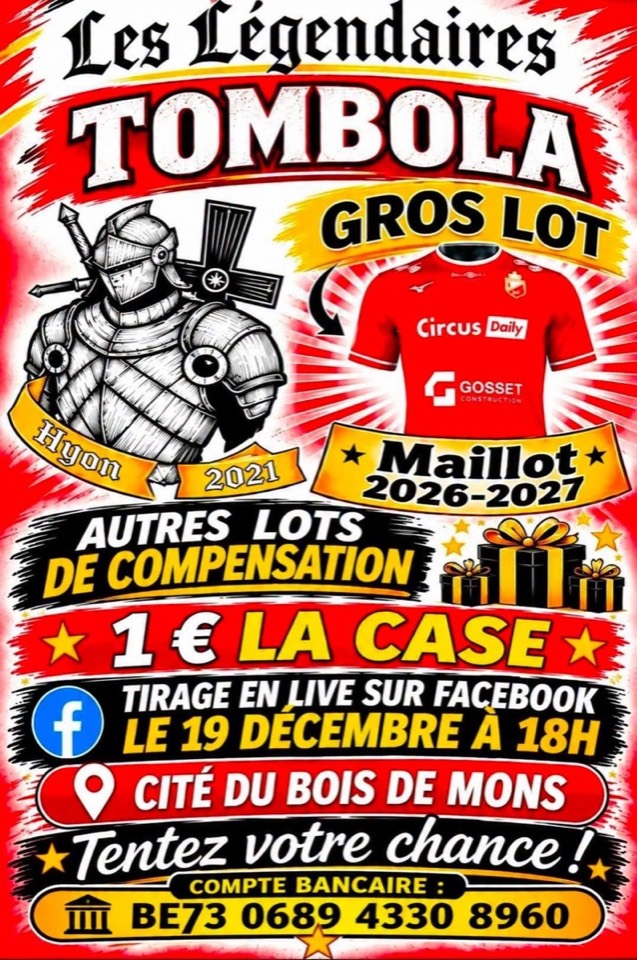 Les Légendaires
TOMBOLA
GROS LOT
Circus Daily
GOSSET
CONSTRUCTION
Hyon 2021
Maillot
2026-2027
AUTRES LOTS
DE COMPENSATION
1 € LA CASE
f
TIRAGE EN LIVE SUR FACEBOOK
LE 19 DÉCEMBRE À 18H
CITÉ DU BOIS DE MONS
Tentez votre chance !
COMPTE BANCAIRE :
BE73 0689 4330 8960